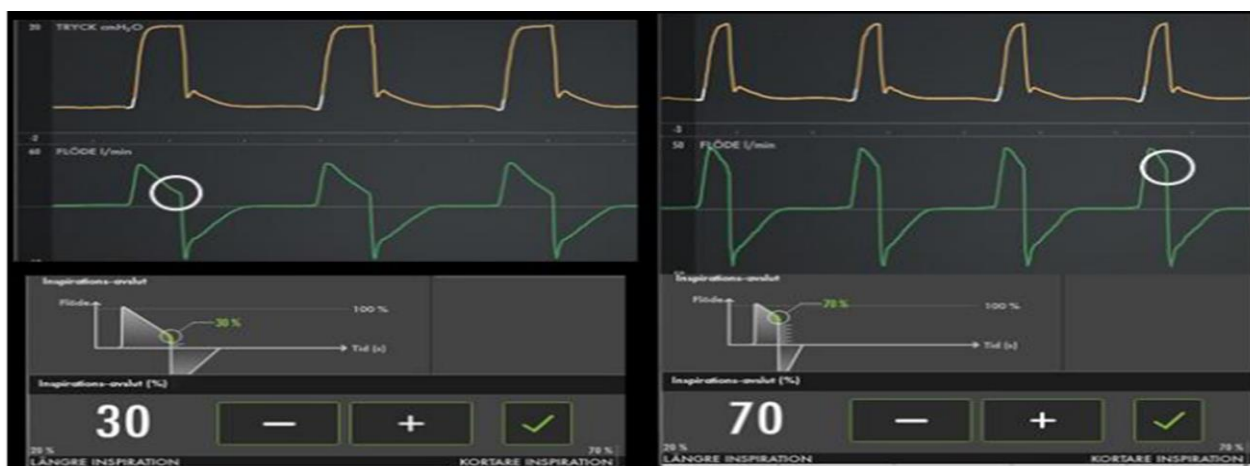 20 TRYCK cmH₂O
-2
60 FLÖDE l/min
Inspirations-avslut
Flöde
100 %
30 %
Tid (s)
Inspirations-avslut (%)
30 − +
20 % 70 %
LÄNGRE INSPIRATION KORTARE INSPIRATION
-2
50 FLÖDE l/min
Inspirations-avslut
Flöde
70 %
100 %
Tid (s)
Inspirations-avslut (%)
70 − +
20 % 70 %
LÄNGRE INSPIRATION KORTARE INSPIRATION